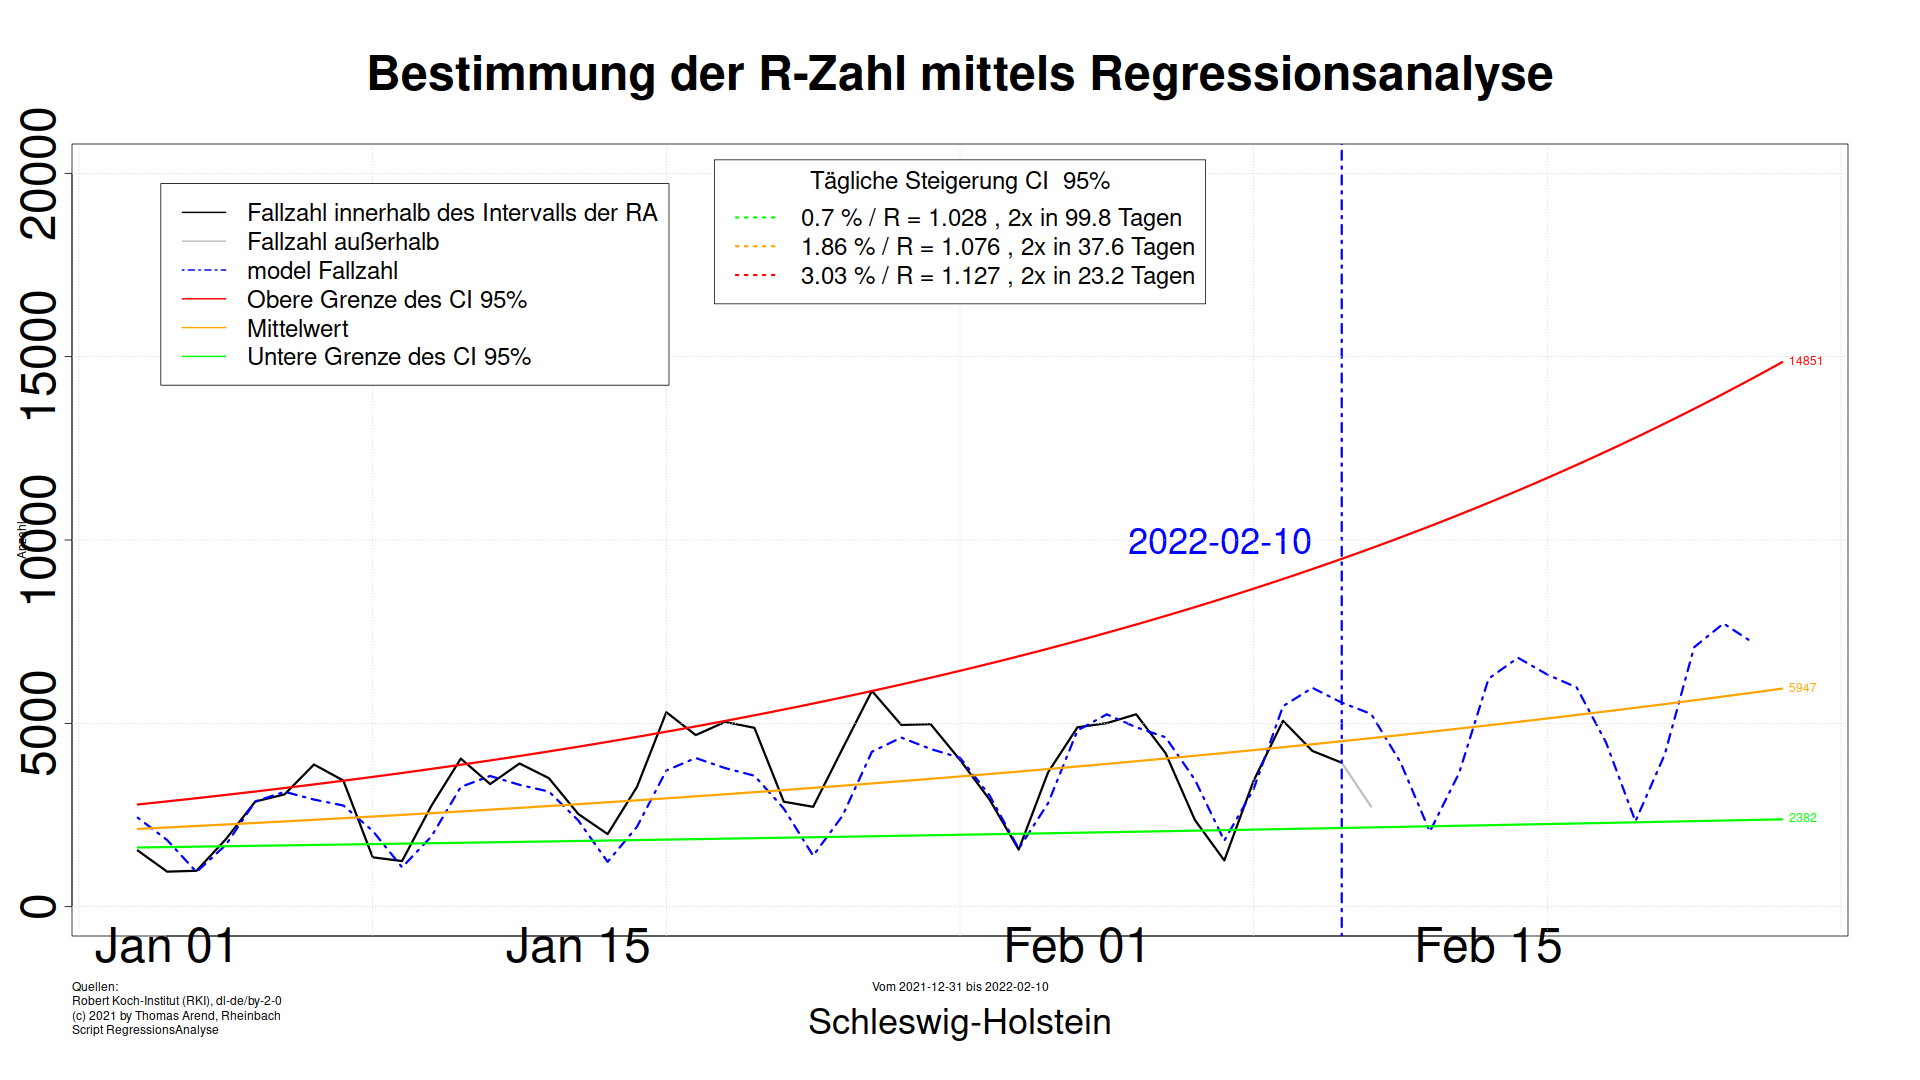 Bestimmung der R-Zahl mittels Regressionsanalyse
20000
15000
10000
5000
0
Anzahl
Fallzahl innerhalb des Intervalls der RA
Fallzahl außerhalb
model Fallzahl
Obere Grenze des CI 95%
Mittelwert
Untere Grenze des CI 95%
Tägliche Steigerung CI  95%
0.7 % / R = 1.028 , 2x in 99.8 Tagen
1.86 % / R = 1.076 , 2x in 37.6 Tagen
3.03 % / R = 1.127 , 2x in 23.2 Tagen
14851
2022-02-10
5947
2382
Jan 01
Jan 15
Feb 01
Feb 15
Quellen:
Robert Koch-Institut (RKI), dl-de/by-2-0
(c) 2021 by Thomas Arend, Rheinbach
Script RegressionsAnalyse
Vom 2021-12-31 bis 2022-02-10
Schleswig-Holstein